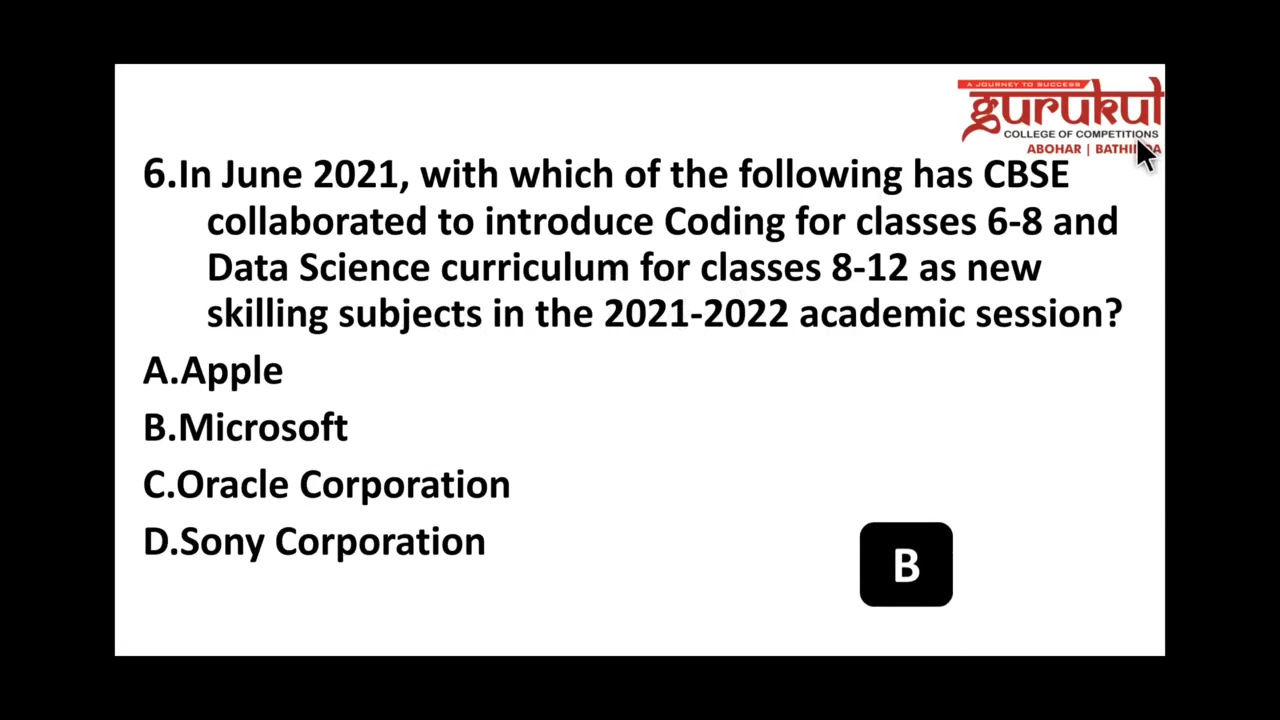 A JOURNEY TO SUCCESS
gurukul
COLLEGE OF COMPETITIONS
ABOHAR | 
6.In June 2021, with which of the following has CBSE
collaborated to introduce Coding for classes 6-8 and
Data Science curriculum for classes 8-12 as new
skilling subjects in the 2021-2022 academic session?
A.Apple
B.Microsoft
C.Oracle Corporation
D.Sony Corporation
B